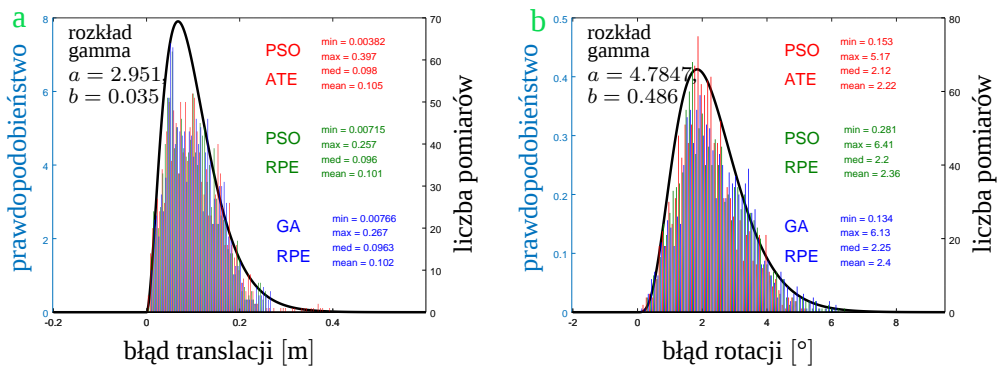 a
rozkład
gamma
a = 2.951,
b = 0.035
PSO
ATE
min = 0.00382
max = 0.397
med = 0.098
mean = 0.105
PSO
RPE
min = 0.00715
max = 0.257
med = 0.096
mean = 0.101
GA
RPE
min = 0.00766
max = 0.267
med = 0.0963
mean = 0.102
prawdopodobieństwo
8
6
4
2
0
liczba pomiarów
70
60
50
40
30
20
10
0
-0.2
0
0.2
0.4
błąd translacji [m]
b
rozkład
gamma
a = 4.7847,
b = 0.486
PSO
ATE
min = 0.153
max = 5.17
med = 2.12
mean = 2.22
PSO
RPE
min = 0.281
max = 6.41
med = 2.2
mean = 2.36
GA
RPE
min = 0.134
max = 6.13
med = 2.25
mean = 2.4
prawdopodobieństwo
0.5
0.4
0.3
0.2
0.1
0
liczba pomiarów
80
60
40
20
0
-2
0
2
4
6
8
błąd rotacji [°]